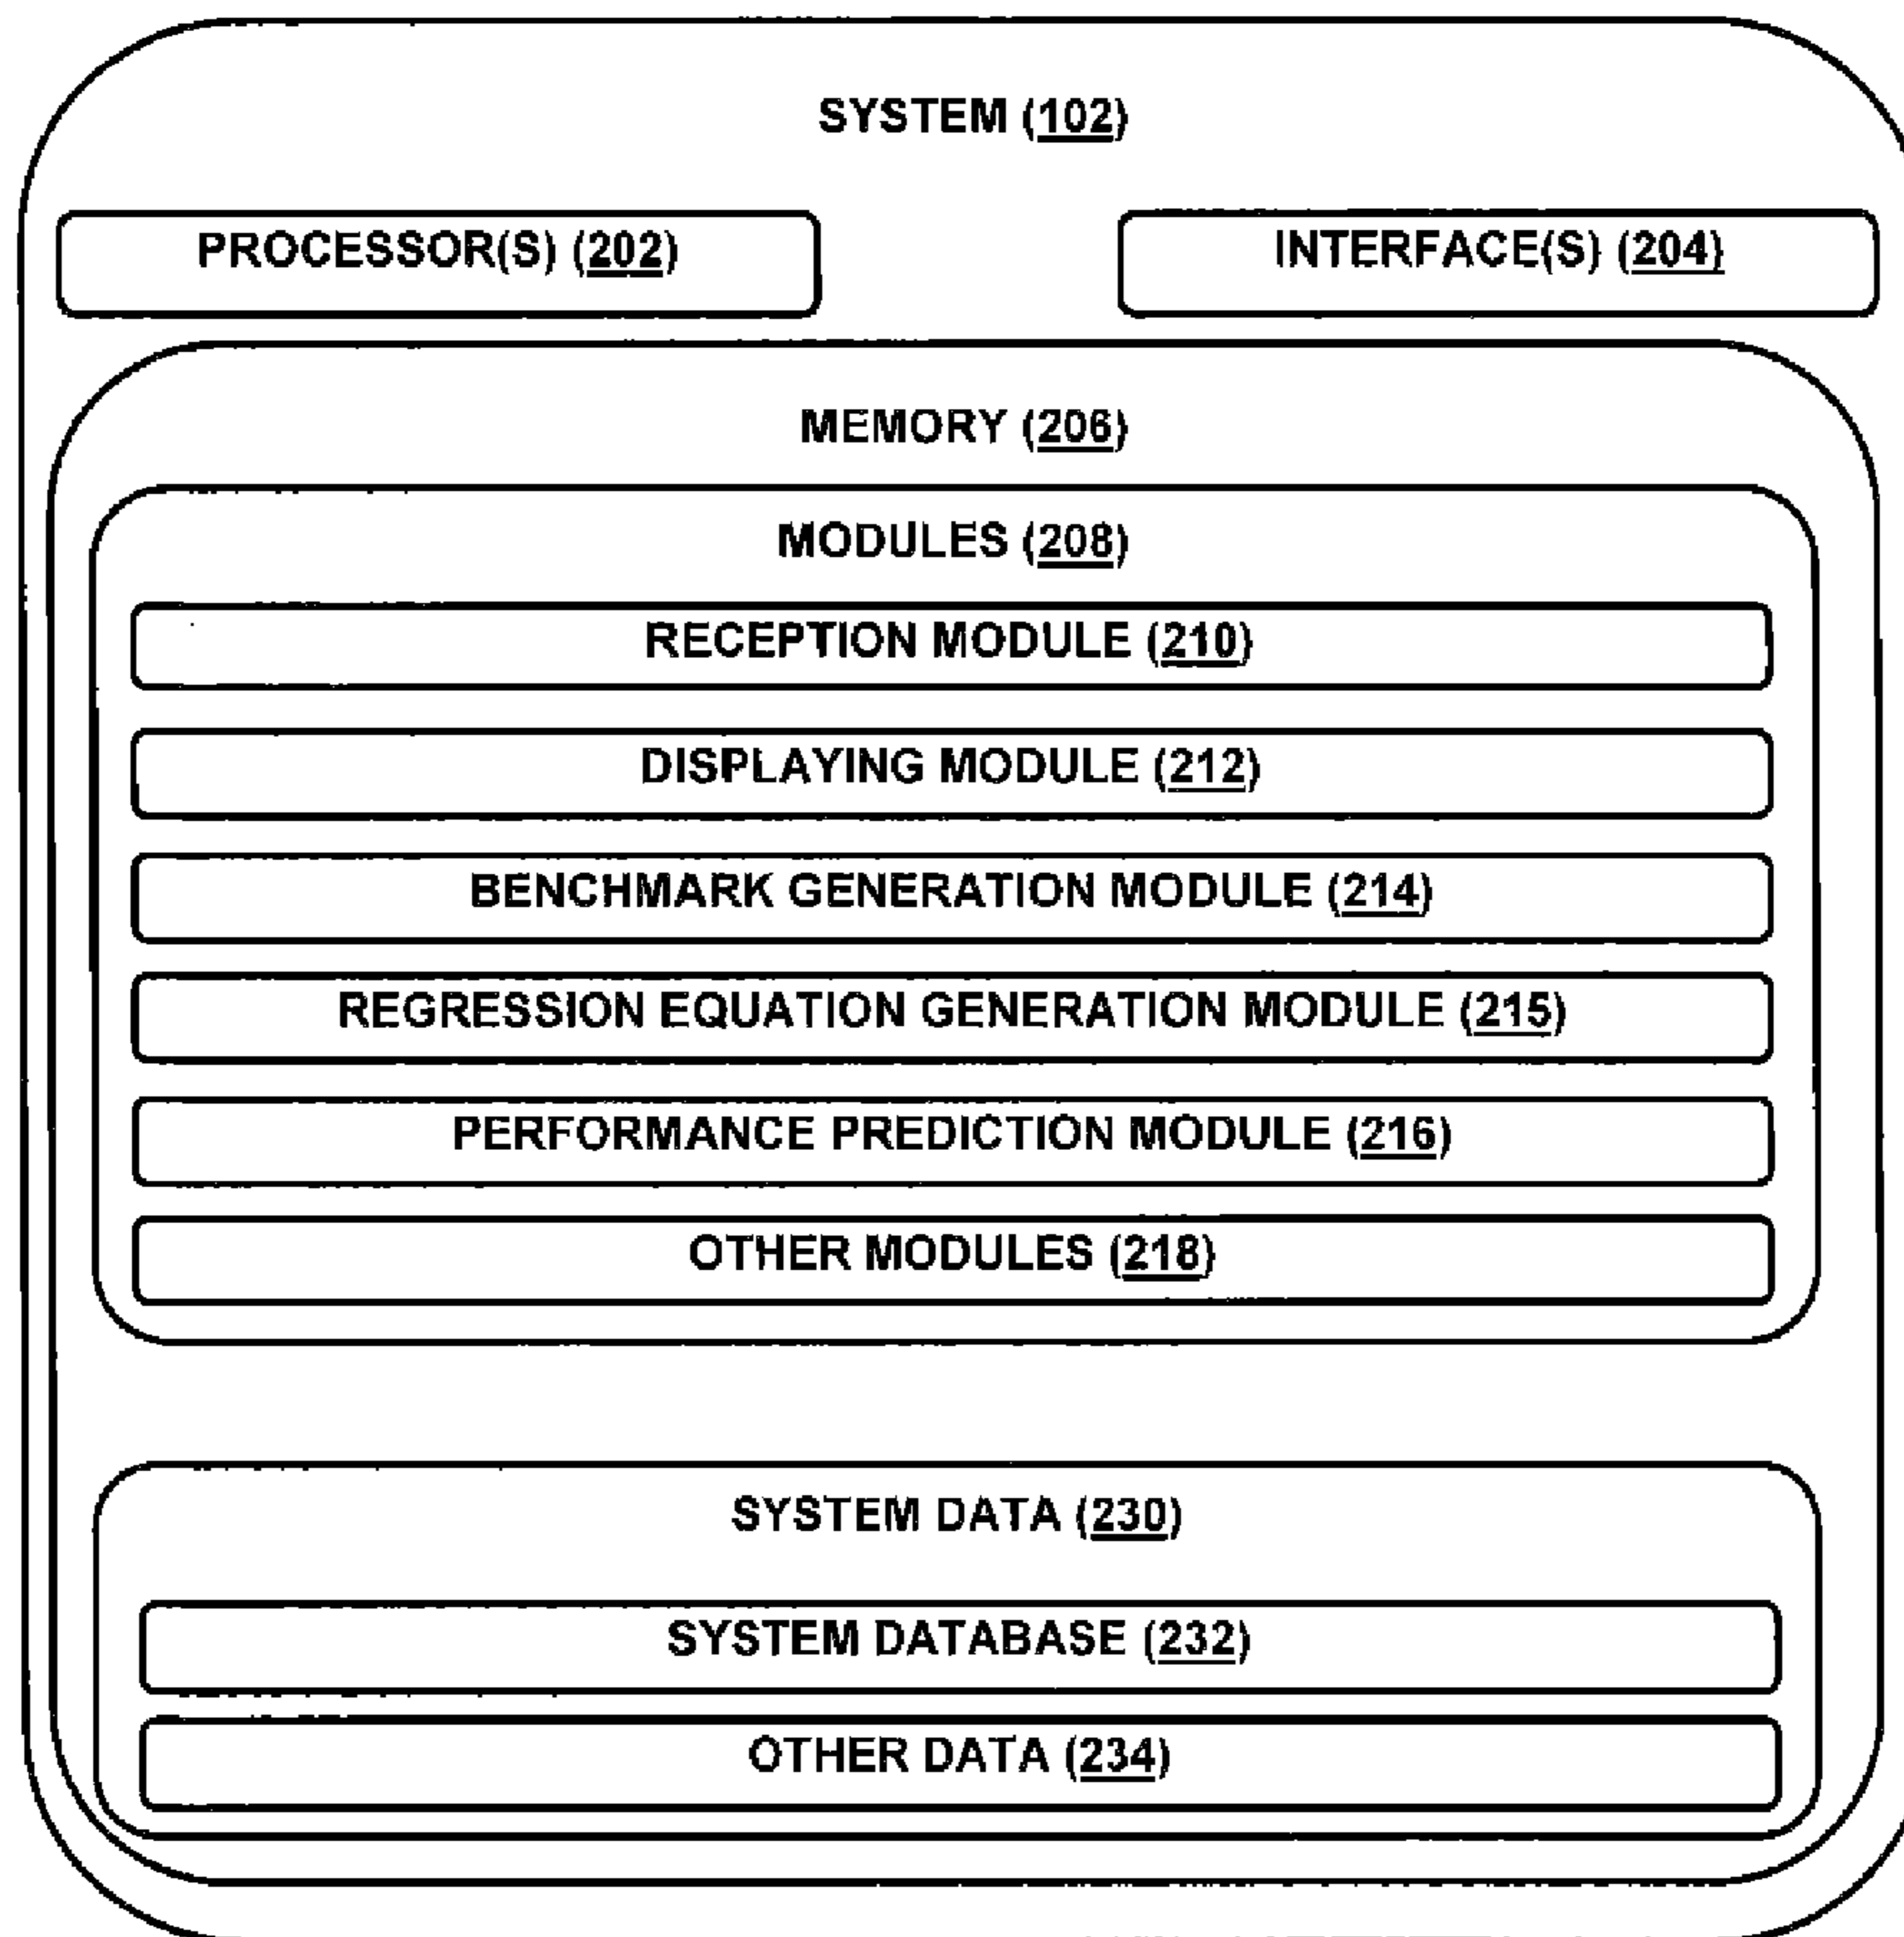 SYSTEM (102)
PROCESSOR(S) (202)
INTERFACE(S) (204)
MEMORY (206)
MODULES (208)
RECEPTION MODULE (210)
DISPLAYING MODULE (212)
BENCHMARK GENERATION MODULE (214)
REGRESSION EQUATION GENERATION MODULE (215)
PERFORMANCE PREDICTION MODULE (216)
OTHER MODULES (218)
SYSTEM DATA (230)
SYSTEM DATABASE (232)
OTHER DATA (234)